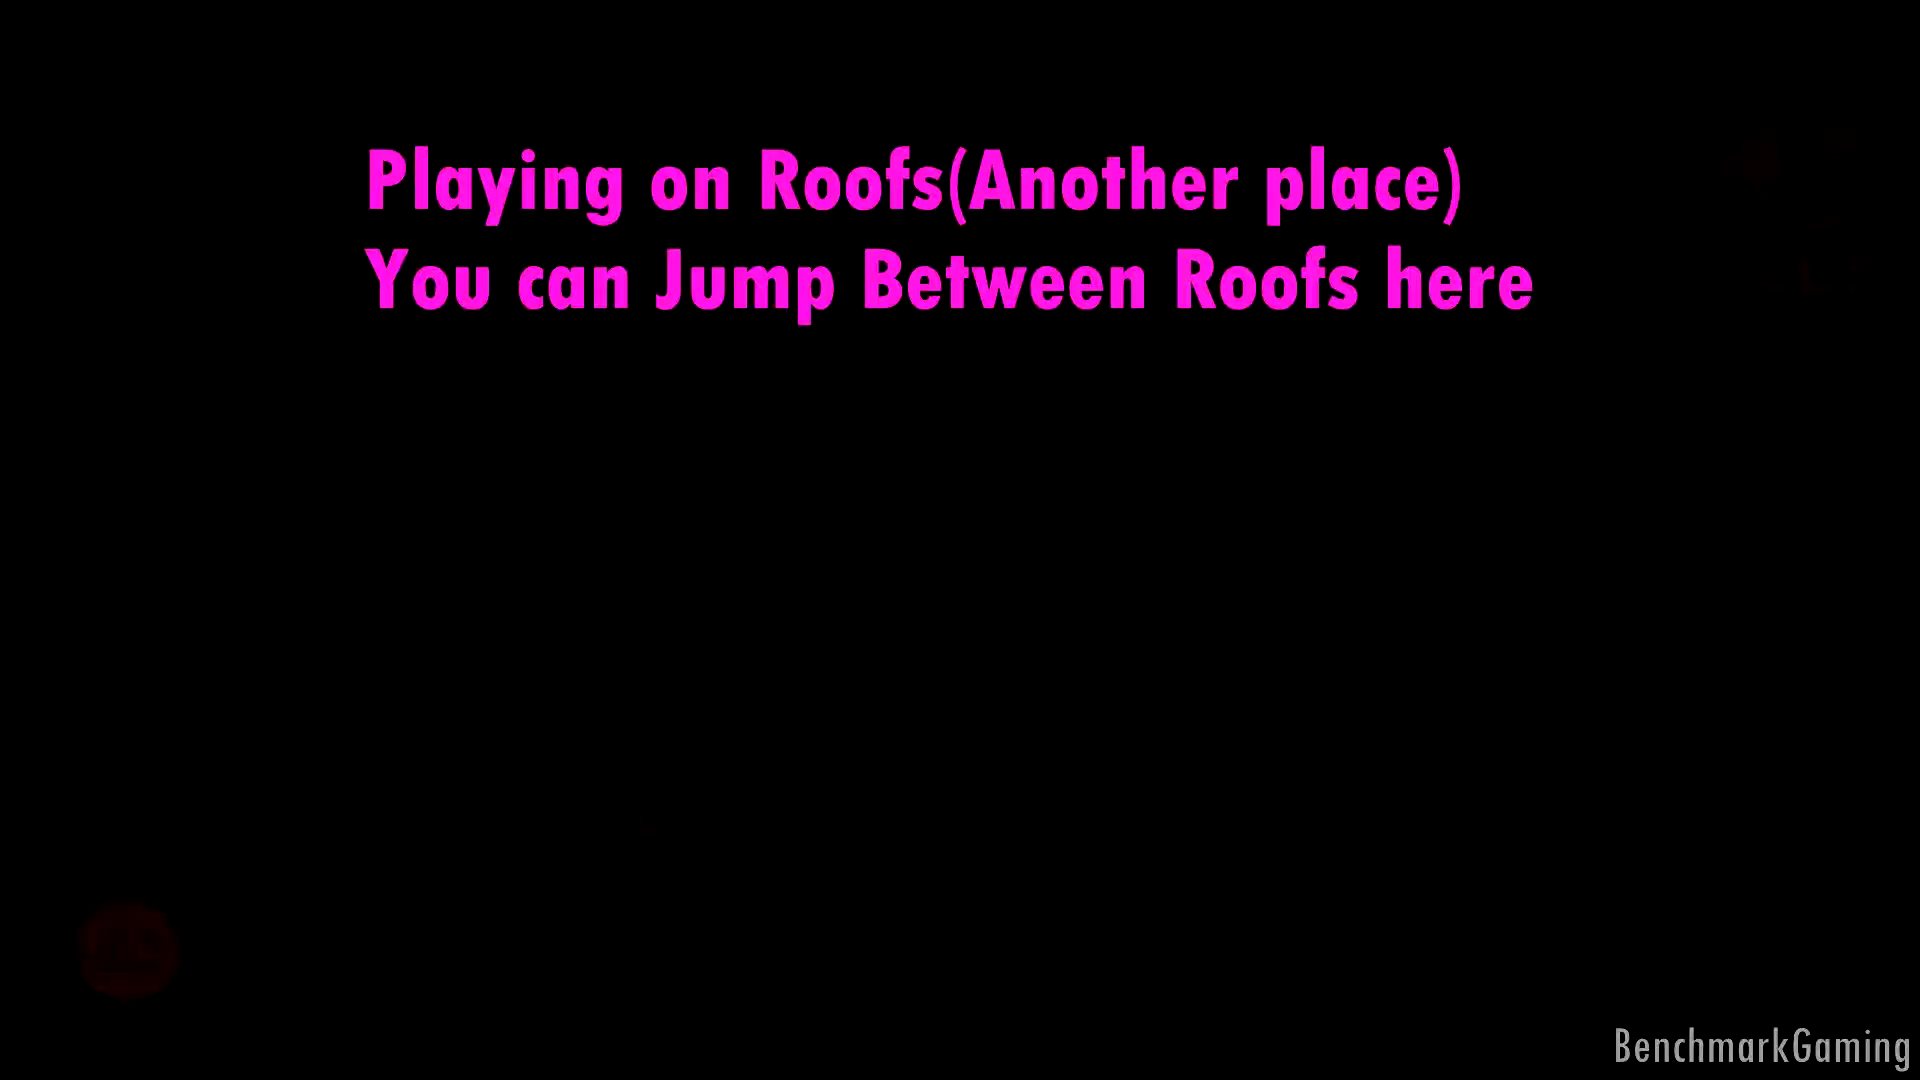 Playing on Roofs(Another place)
You can Jump Between Roofs here
BenchmarkGaming